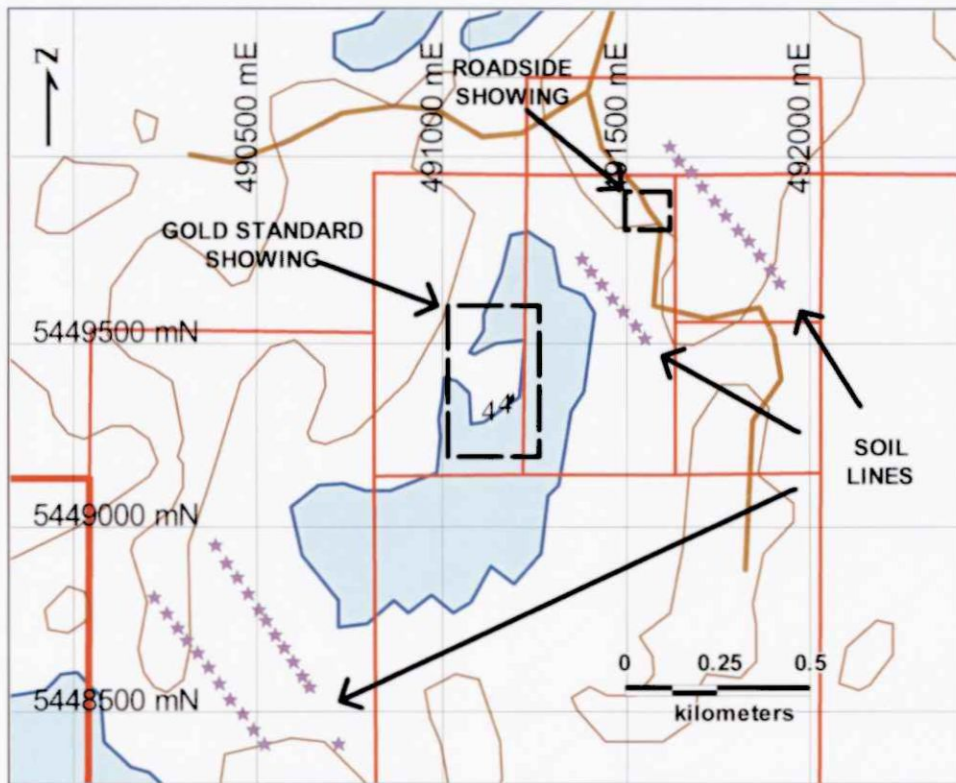 N
490500 mE
491000 mE
491500 mE
492000 mE
ROADSIDE
SHOWING
GOLD STANDARD
SHOWING
5449500 mN
44
SOIL
LINES
5449000 mN
5448500 mN
0 0.25 0.5
kilometers